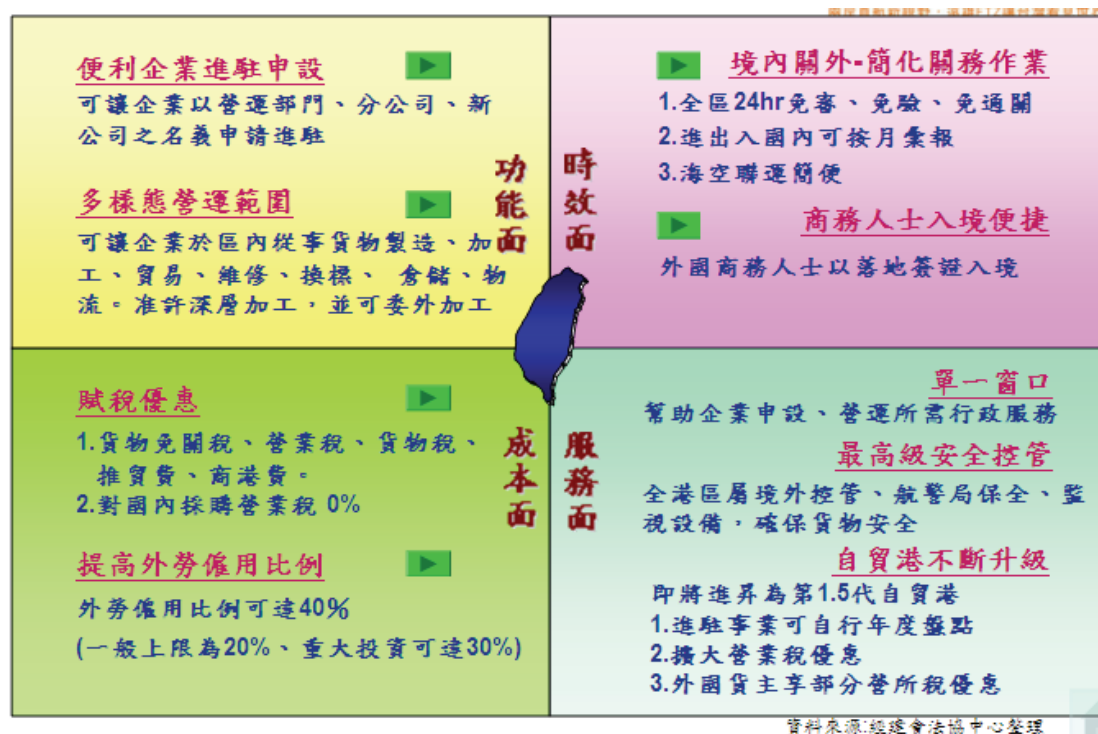 便利企業進駐申設
可讓企業以營運部門、分公司、新
公司之名義申請進駐
多樣態營運範圍
可讓企業於區內從事貨物製造、加
工、貿易、維修、換標、倉儲、物
流。准許深層加工,並可委外加工
功能面
時效面
境內關外-簡化關務作業
1.全區24hr免審、免驗、免通關
2.進出入國內可按月彙報
3.海空聯運簡便
商務人士入境便捷
外國商務人士以落地簽證入境
賦稅優惠
1.貨物免關稅、營業稅、貨物稅、
推貿費、商港費。
2.對國內採購營業稅 0%
提高外勞僱用比例
外勞僱用比例可達40%
(一般上限為20%、重大投資可達30%)
成本面
服務面
單一窗口
幫助企業申設、營運所需行政服務
最高級安全控管
全港區屬境外控管、航警局保全、監
視設備,確保貨物安全
自貿港不斷升級
即將進昇為第1.5代自貿港
1.進駐事業可自行年度盤點
2.擴大營業稅優惠
3.外國貨主享部分營所稅優惠
資料來源:經建會法協中心整理